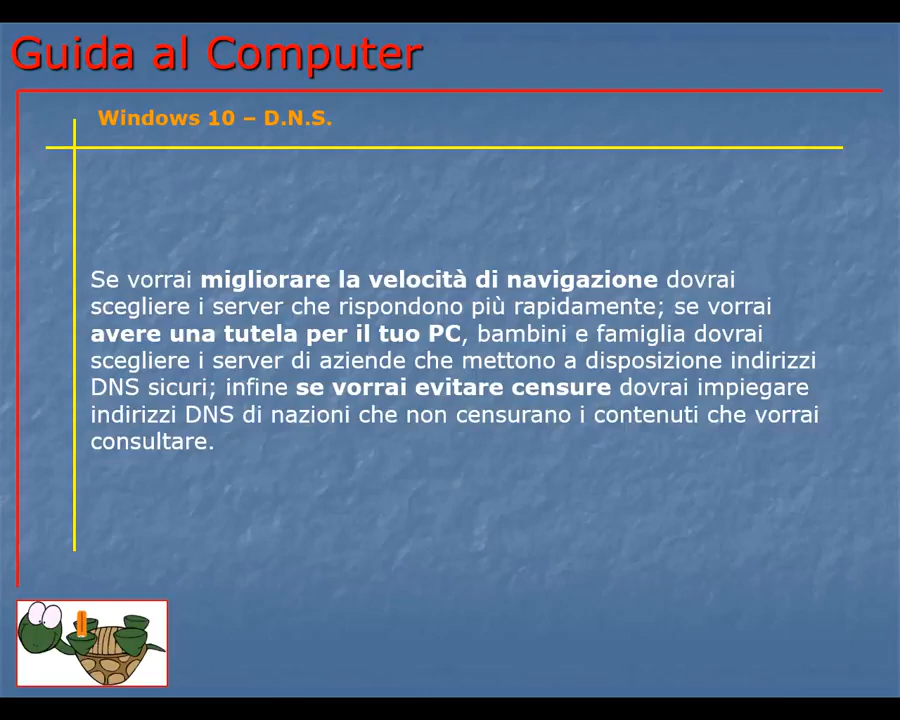 Guida al Computer
Windows 10 – D.N.S.
Se vorrai migliorare la velocità di navigazione dovrai
scegliere i server che rispondono più rapidamente; se vorrai
avere una tutela per il tuo PC, bambini e famiglia dovrai
scegliere i server di aziende che mettono a disposizione indirizzi
DNS sicuri; infine se vorrai evitare censure dovrai impiegare
indirizzi DNS di nazioni che non censurano i contenuti che vorrai
consultare.